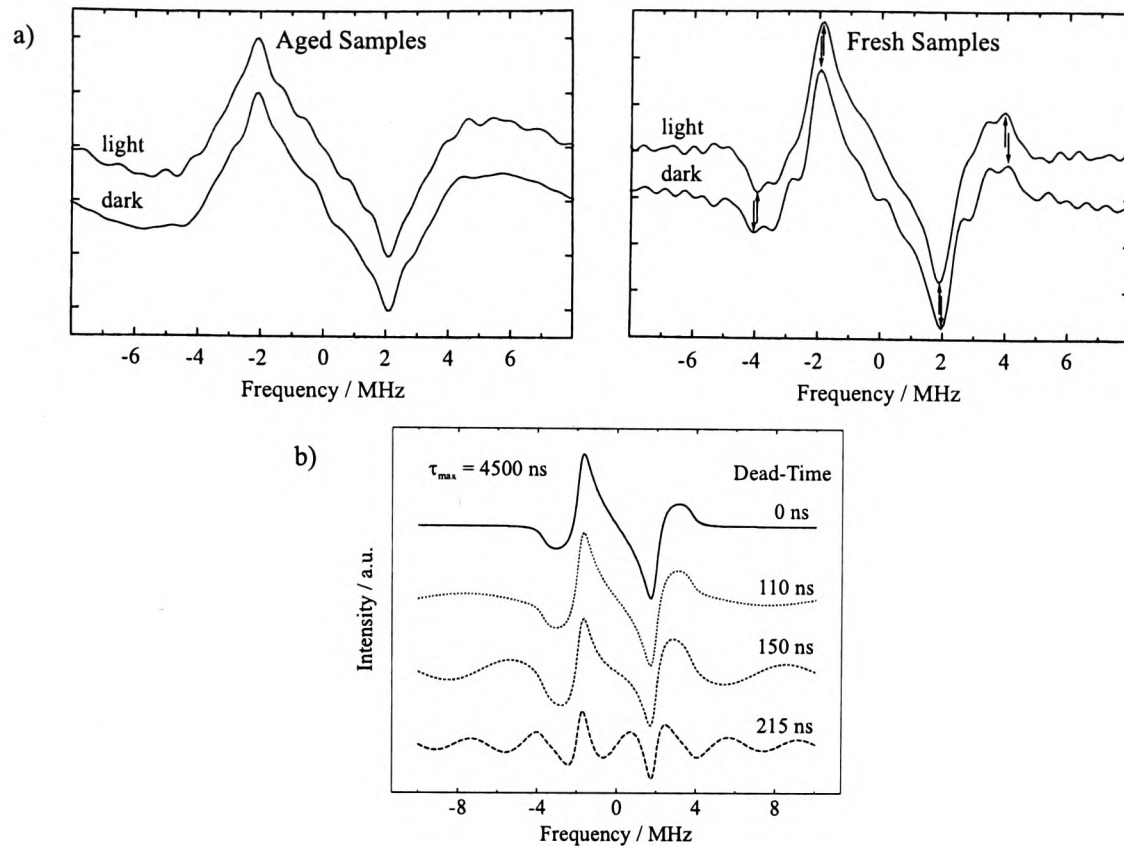 a)
Aged Samples
light
dark
-6 -4 -2 0 2 4 6
Frequency / MHz
Fresh Samples
light
dark
-6 -4 -2 0 2 4 6
Frequency / MHz
b)
τmax = 4500 ns
Dead-Time
0 ns
110 ns
150 ns
215 ns
Intensity / a.u.
-8 -4 0 4 8
Frequency / MHz